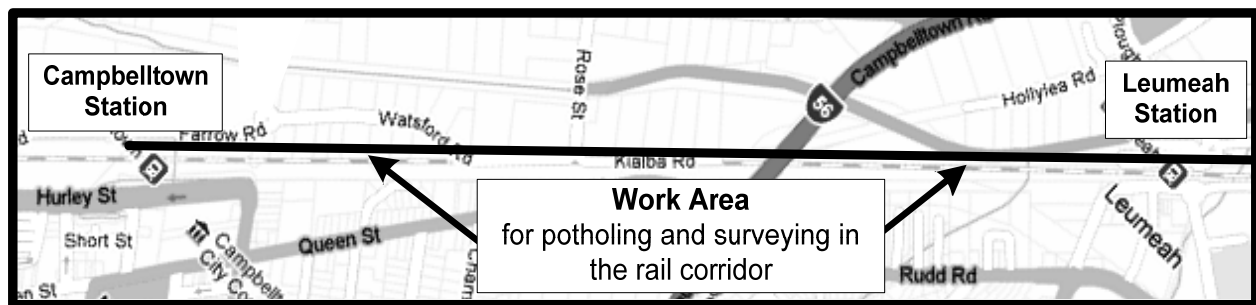 Campbelltown
Station
Farrow Rd
Watsford Rd
Rose St
56
Campbelltown Rd
Hollylea Rd
Leumeah
Station
Kialba Rd
Hurley St
Short St
Queen St
Work Area
for potholing and surveying in
the rail corridor
Rudd Rd
Leumeah